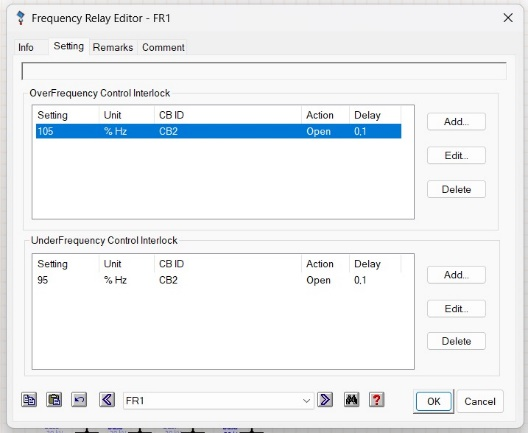 Frequency Relay Editor - FR1
Info Setting Remarks Comment
OverFrequency Control Interlock
Setting Unit CB ID Action Delay
105 % Hz CB2 Open 0,1
Add...
Edit...
Delete
UnderFrequency Control Interlock
Setting Unit CB ID Action Delay
95 % Hz CB2 Open 0,1
Add...
Edit...
Delete
FR1
?
OK Cancel